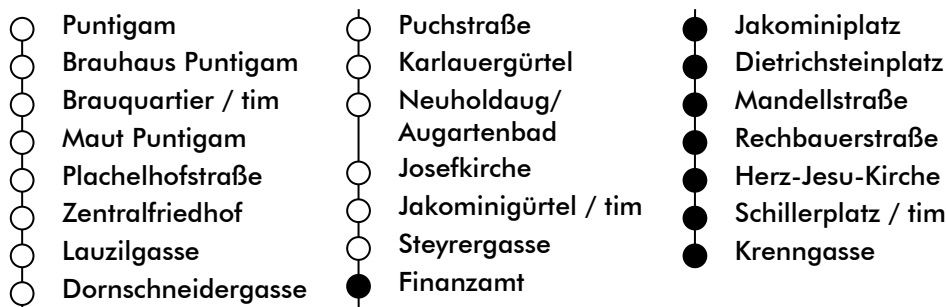 Puntigam
Brauhaus Puntigam
Brauquartier / tim
Maut Puntigam
Plachelhofstraße
Zentralfriedhof
Lauzilgasse
Dornschneidergasse
Puchstraße
Karlauergürtel
Neuholdaug/
Augartenbad
Josefkirche
Jakominigürtel / tim
Steyrergasse
Finanzamt
Jakominiplatz
Dietrichsteinplatz
Mandellstraße
Rechbauerstraße
Herz-Jesu-Kirche
Schillerplatz / tim
Krenngasse